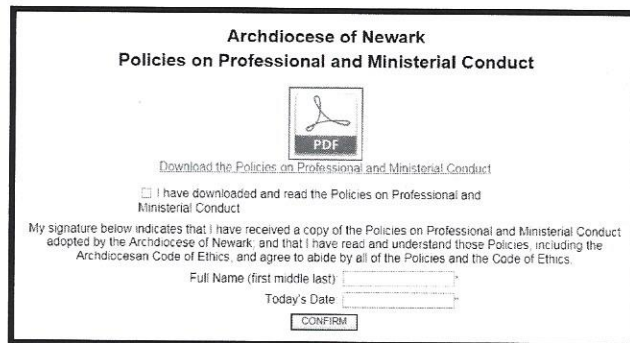 Archdiocese of Newark
Policies on Professional and Ministerial Conduct
PDF
Download the Policies on Professional and Ministerial Conduct
I have downloaded and read the Policies on Professional and
Ministerial Conduct
My signature below indicates that I have received a copy of the Policies on Professional and Ministerial Conduct
adopted by the Archdiocese of Newark, and that I have read and understand those Policies, including the
Archdiocesan Code of Ethics, and agree to abide by all of the Policies and the Code of Ethics.
Full Name (first middle last)
Today's Date
CONFIRM